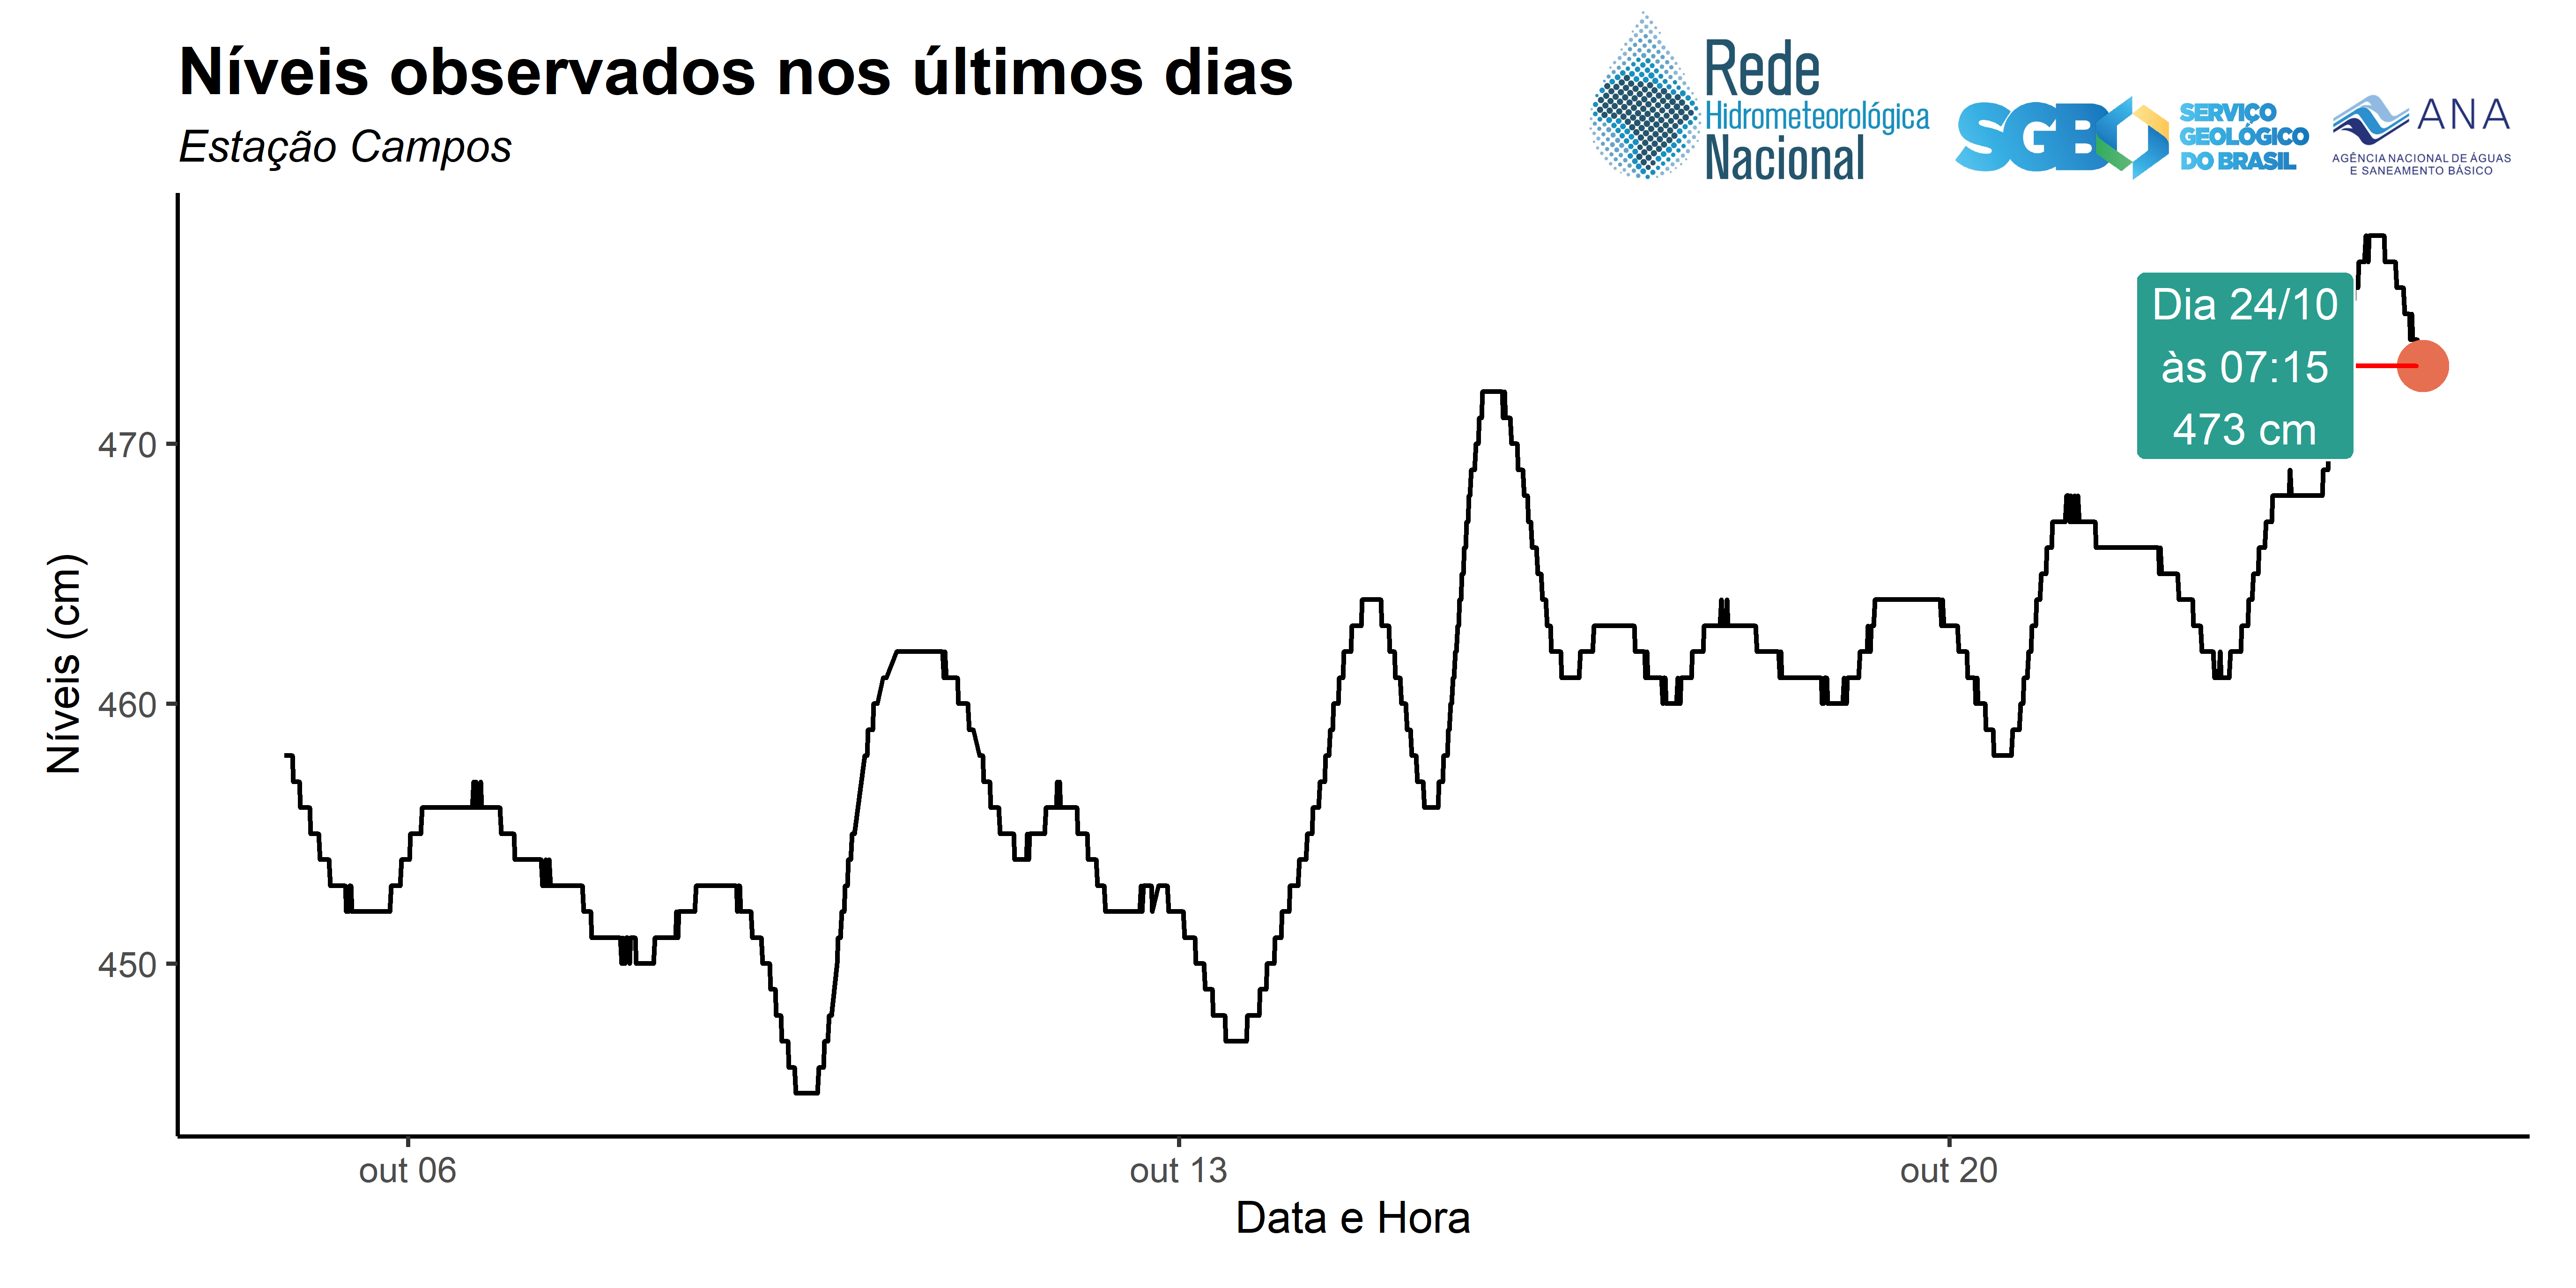 Níveis observados nos últimos dias
Estação Campos
Rede
Hidrometeorológica
Nacional
SGB
SERVIÇO
GEOLÓGICO
DO BRASIL
ANA
AGÊNCIA NACIONAL DE ÁGUAS
E SANEAMENTO BÁSICO
Dia 24/10
às 07:15
473 cm
470
460
450
Níveis (cm)
out 06
out 13
out 20
Data e Hora